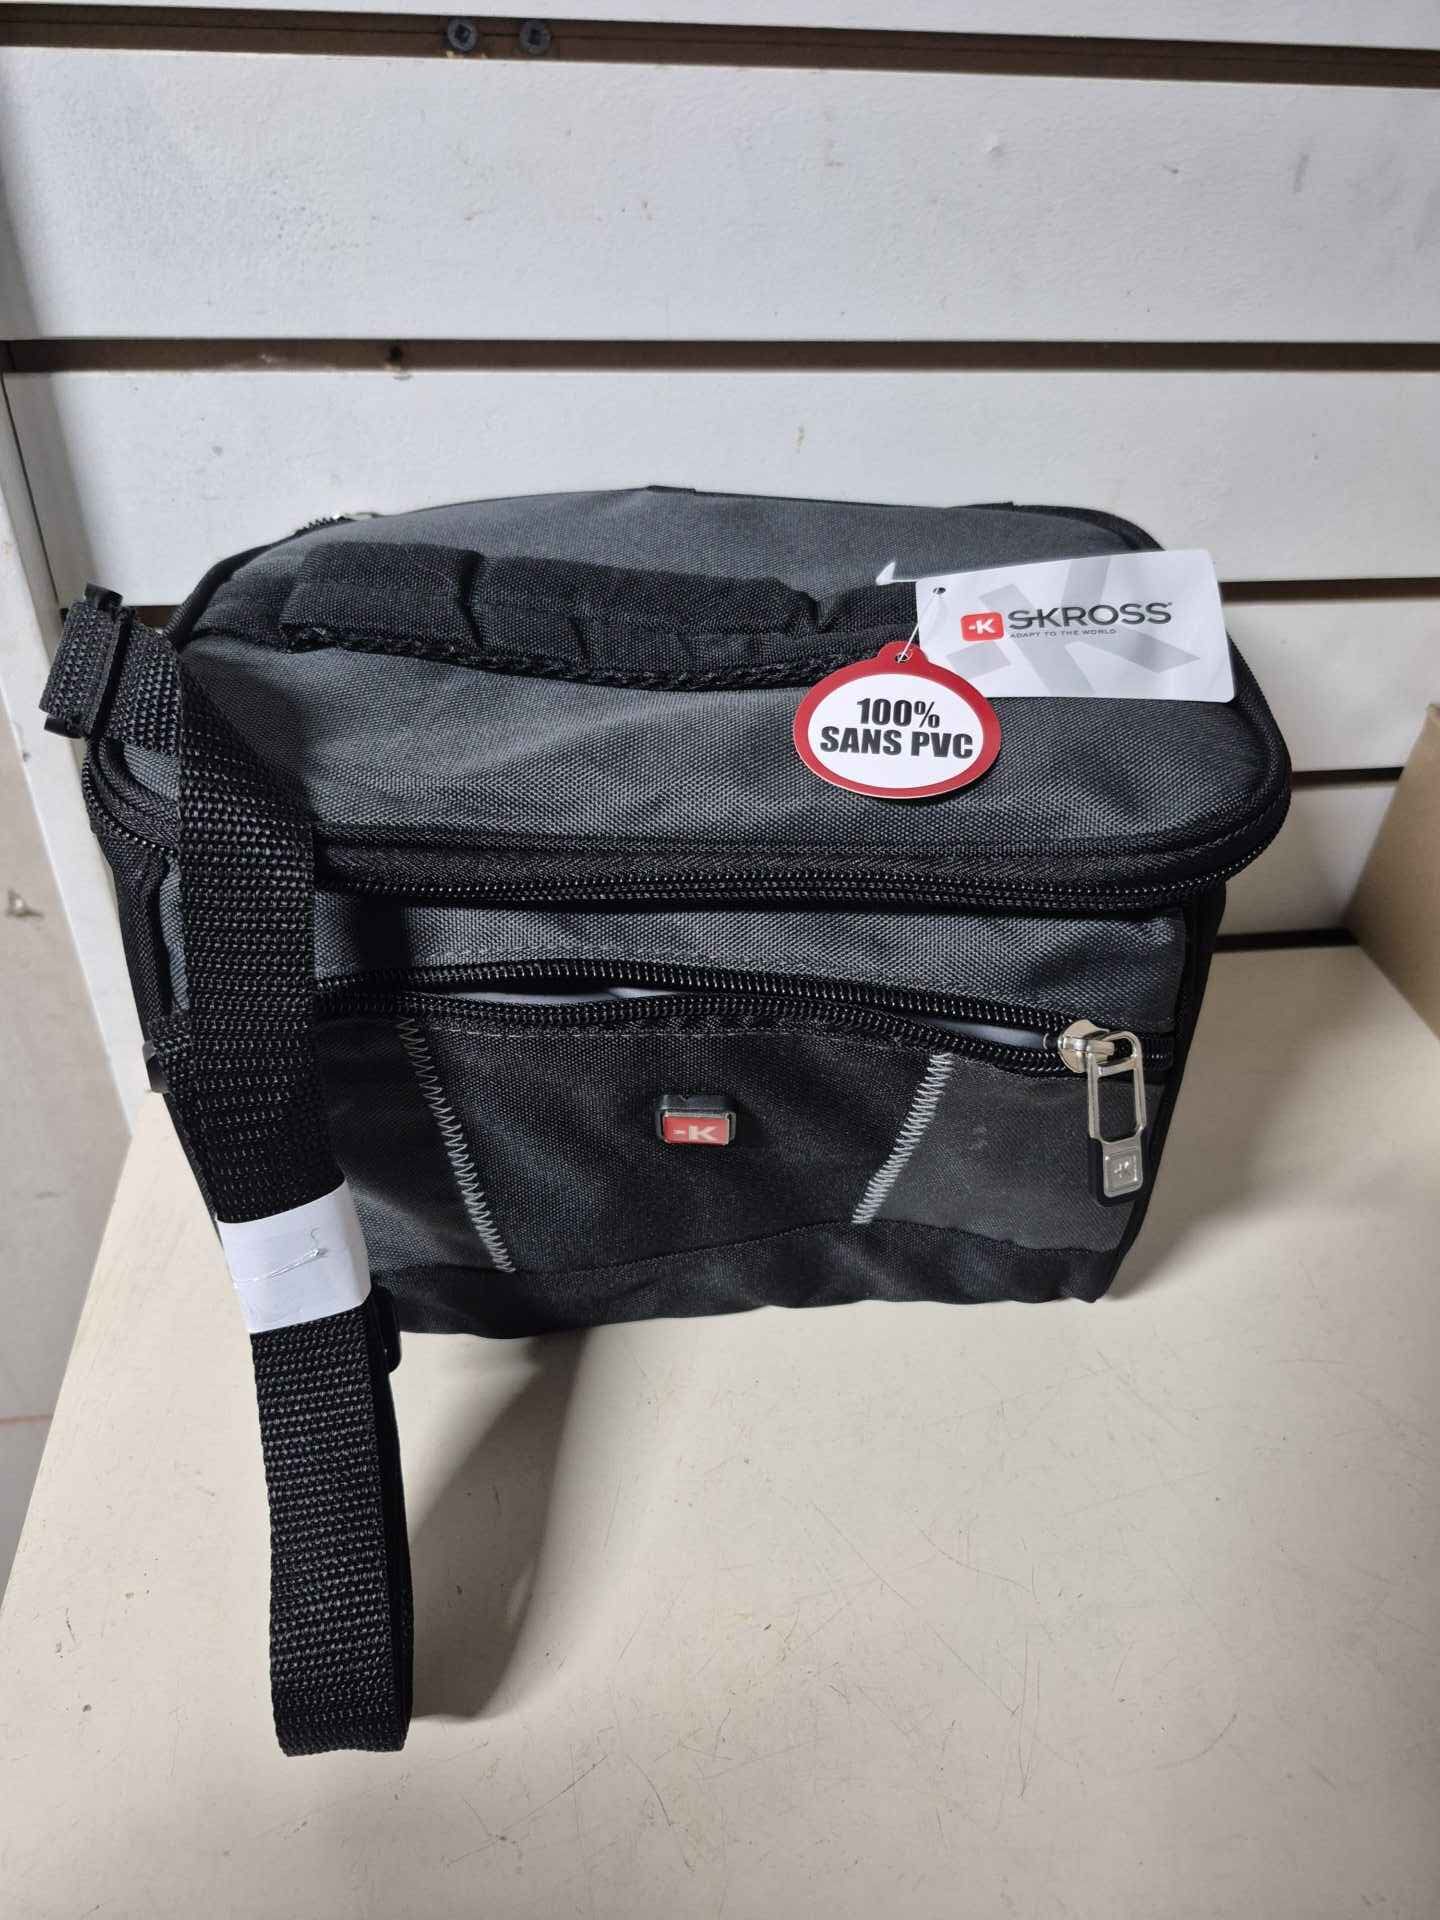 -K SKROSS
ADAPT TO THE WORLD
100%
SANS PVC
-K